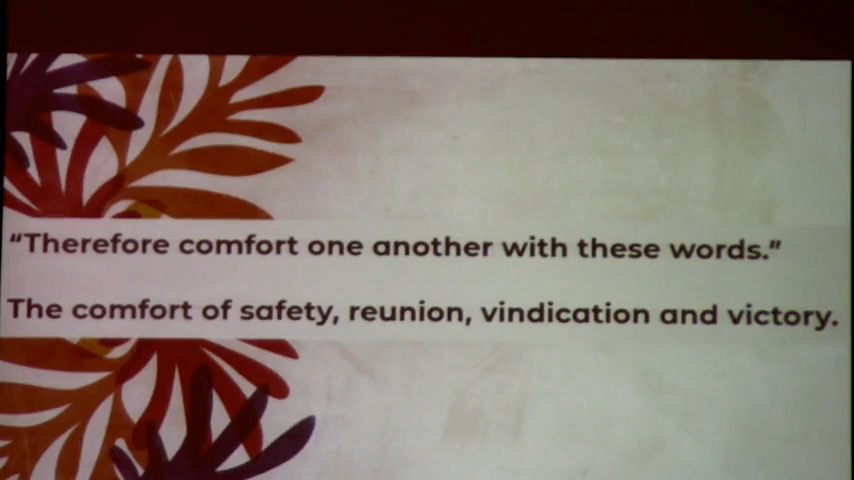 “Therefore comfort one another with these words.”
The comfort of safety, reunion, vindication and victory.